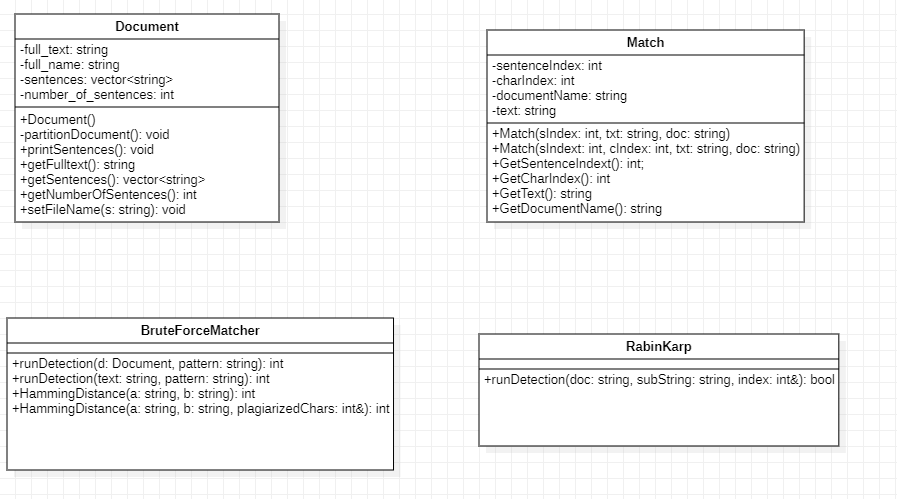 Document
-full_text: string
-full_name: string
-sentences: vector<string>
-number_of_sentences: int
+Document()
-partitionDocument(): void
+printSentences(): void
+getFulltext(): string
+getSentences(): vector<string>
+getNumberOfSentences(): int
+setFileName(s: string): void
Match
-sentenceIndex: int
-charIndex: int
-documentName: string
-text: string
+Match(sIndex: int, txt: string, doc: string)
+Match(sIndext: int, cIndex: int, txt: string, doc: string)
+GetSentenceIndext(): int;
+GetCharIndex(): int
+GetText(): string
+GetDocumentName(): string
BruteForceMatcher
+runDetection(d: Document, pattern: string): int
+runDetection(text: string, pattern: string): int
+HammingDistance(a: string, b: string): int
+HammingDistance(a: string, b: string, plagiarizedChars: int&): int
RabinKarp
+runDetection(doc: string, subString: string, index: int&): bool